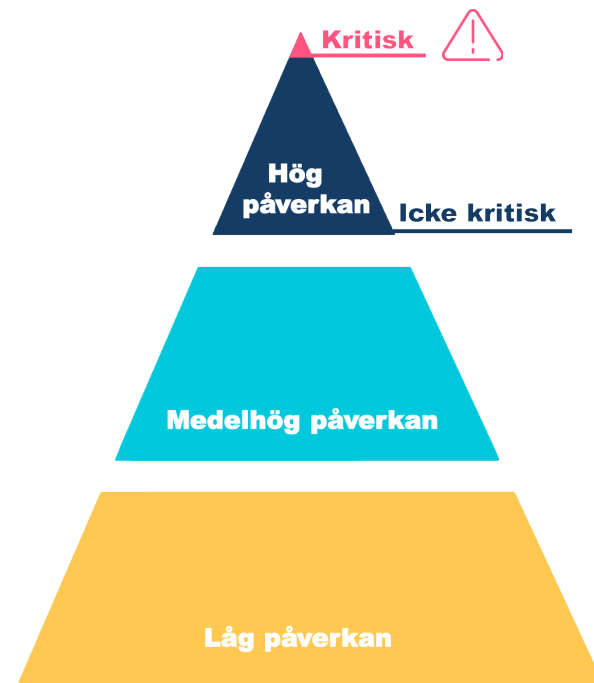 Kritisk
Hög
påverkan
Icke kritisk
Medelhög påverkan
Låg påverkan